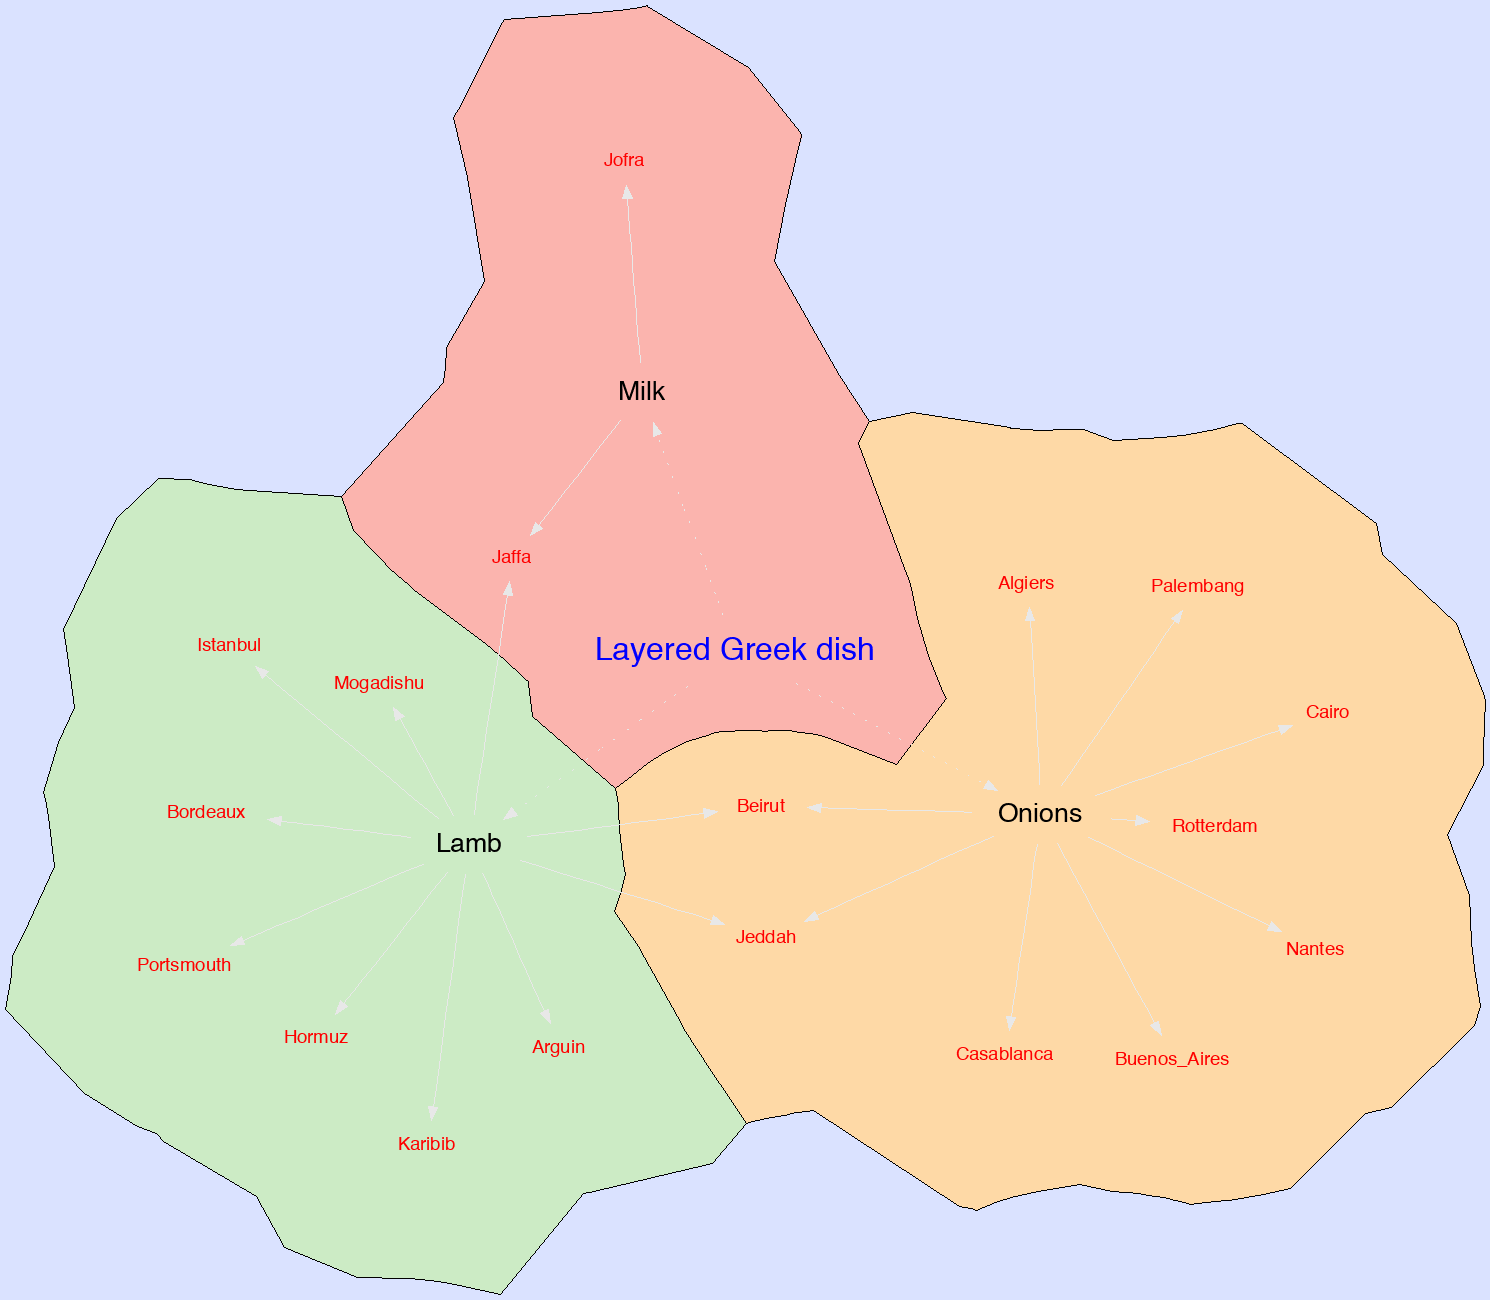 Jofra
Milk
Jaffa
Algiers
Palembang
Istanbul
Layered Greek dish
Mogadishu
Cairo
Bordeaux
Beirut
Onions
Rotterdam
Lamb
Jeddah
Nantes
Portsmouth
Hormuz
Arguin
Casablanca
Buenos_Aires
Karibib